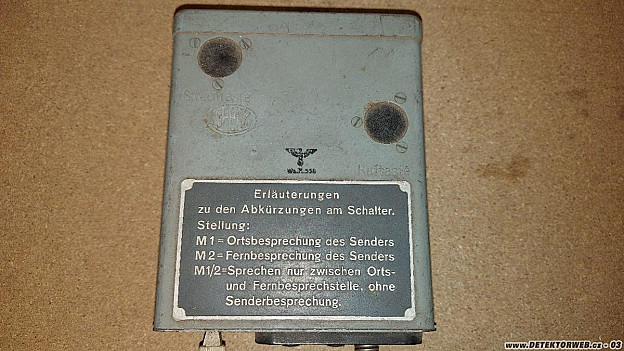 Ruftaste
Erläuterungen
zu den Abkürzungen am Schalter.
Stellung:
M1=Ortsbesprechung des Senders
M2=Fernbesprechung des Senders
M1/2=Sprechen nur zwischen Orts-
und Fernbesprechstelle, ohne
Senderbesprechung.
www.DETEKTORWEB.cz - 03